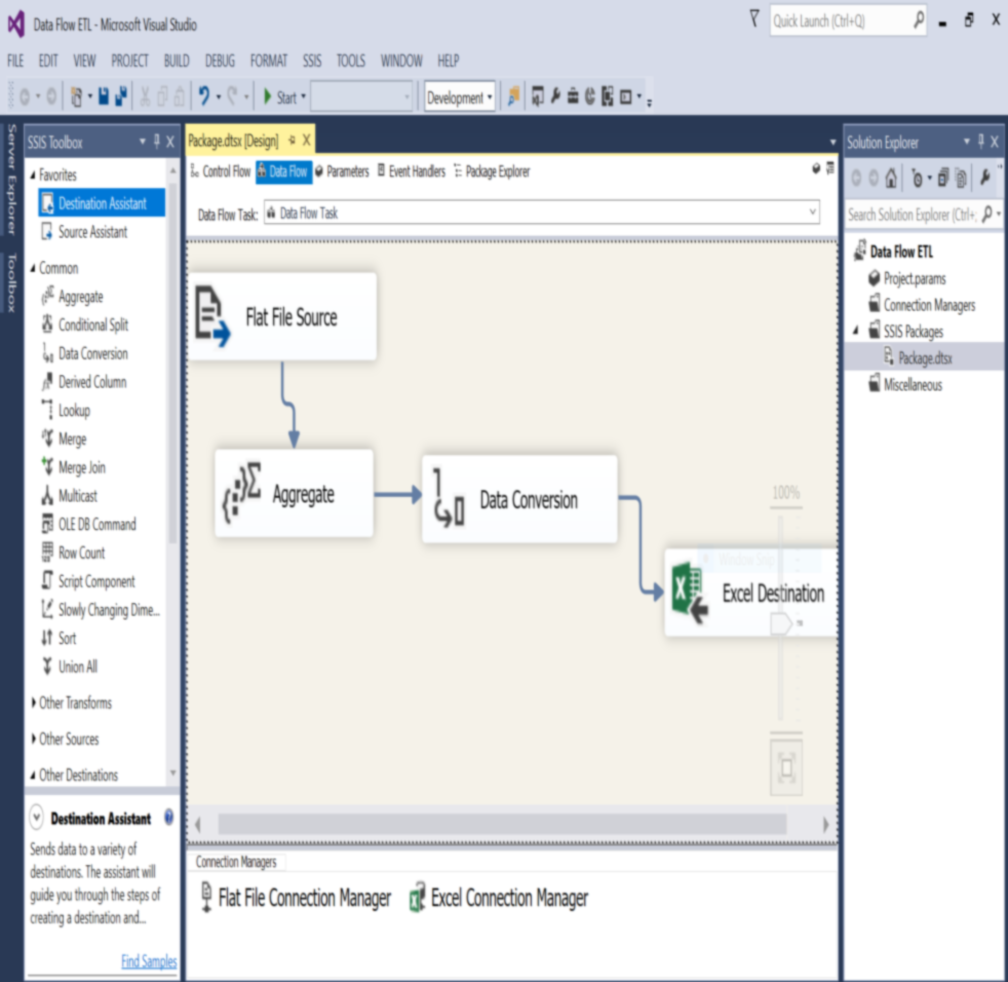 Data Flow ETL - Microsoft Visual Studio
Quick Launch (Ctrl+Q)
FILE EDIT VIEW PROJECT BUILD DEBUG FORMAT SSIS TOOLS WINDOW HELP
Start
Development
Server Explorer
Toolbox
SSIS Toolbox
Favorites
Destination Assistant
Source Assistant
Common
Aggregate
Conditional Split
Data Conversion
Derived Column
Lookup
Merge
Merge Join
Multicast
OLE DB Command
Row Count
Script Component
Slowly Changing Dime...
Sort
Union All
Other Transforms
Other Sources
Other Destinations
Destination Assistant
Sends data to a variety of
destinations. The assistant will
guide you through the steps of
creating a destination and...
Find Samples
Package.dtsx [Design]
Control Flow Data Flow Parameters Event Handlers Package Explorer
Data Flow Task: Data Flow Task
Flat File Source
Aggregate
Data Conversion
Excel Destination
100%
Connection Managers
Flat File Connection Manager Excel Connection Manager
Solution Explorer
Search Solution Explorer (Ctrl+;
Data Flow ETL
Project.params
Connection Managers
SSIS Packages
Package.dtsx
Miscellaneous